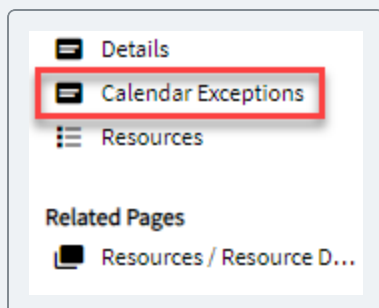 Details
Calendar Exceptions
Resources
Related Pages
Resources / Resource D...